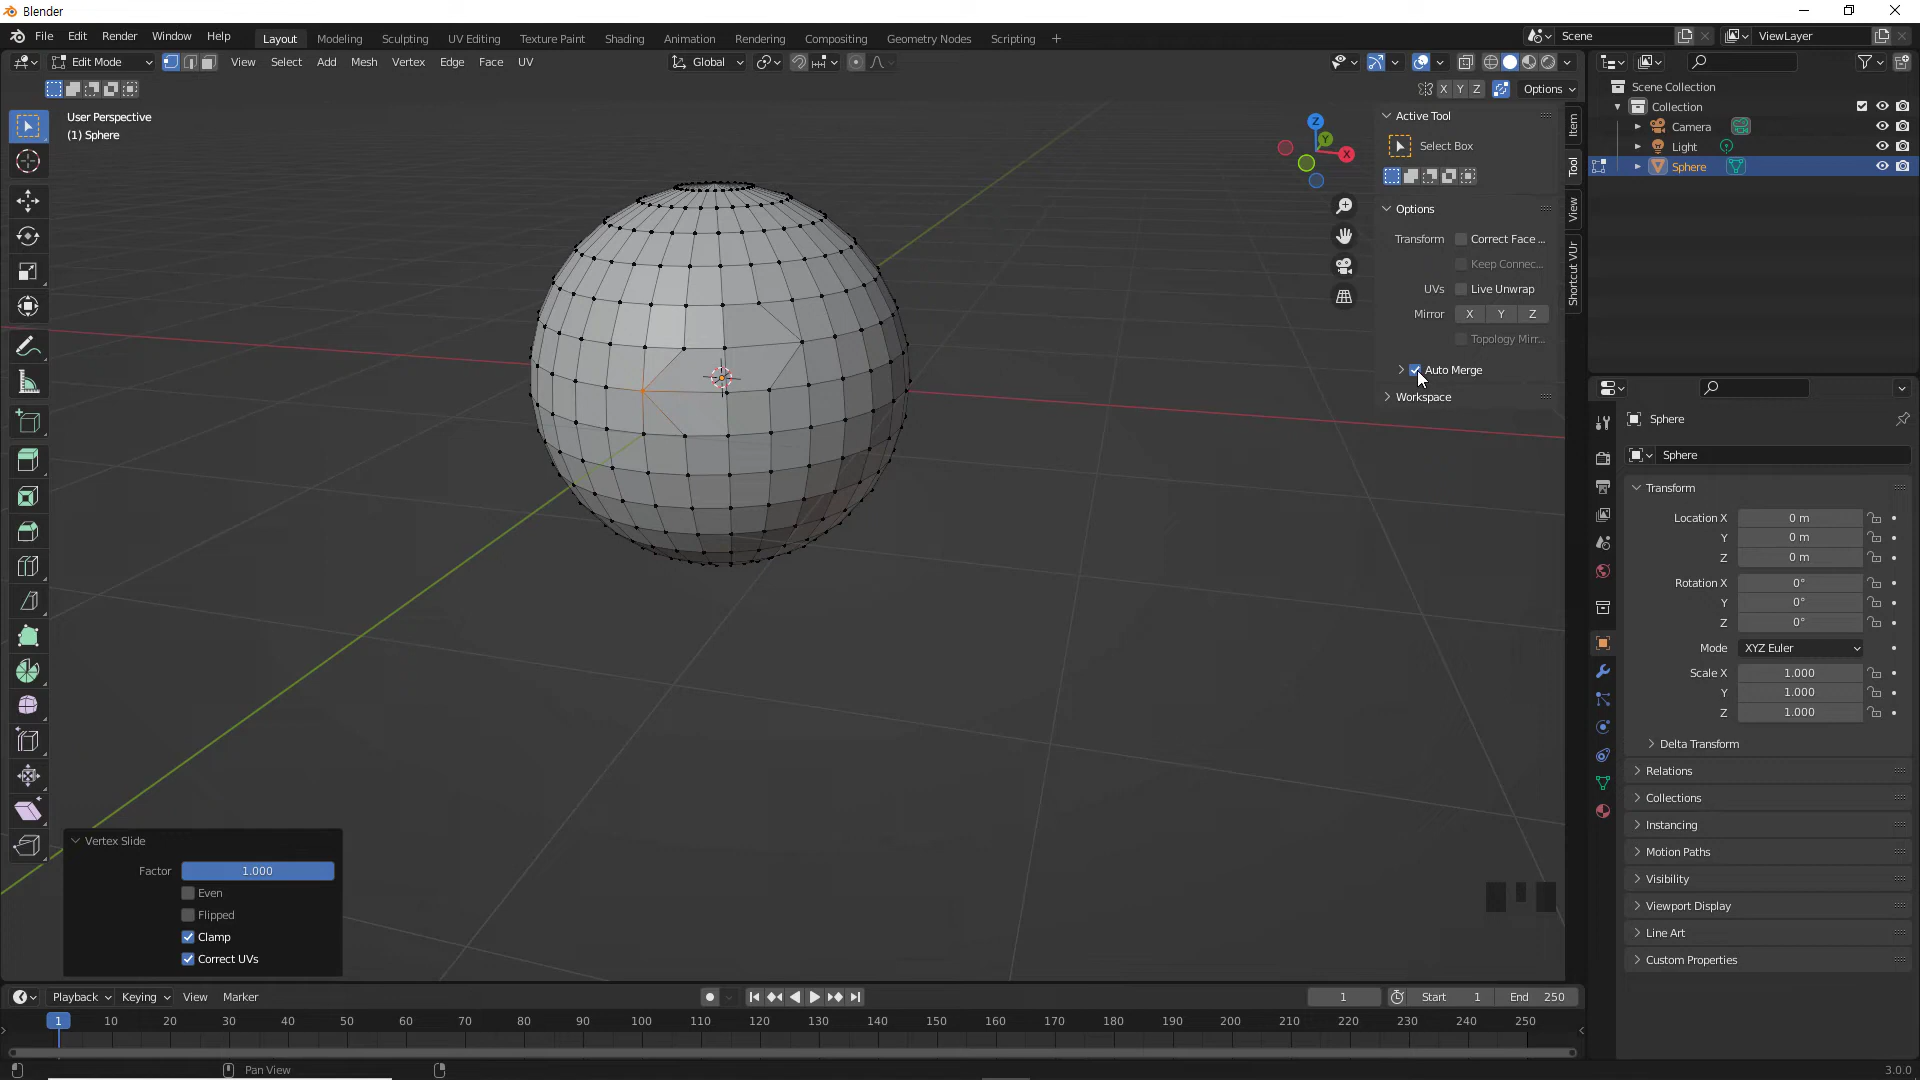 Blender
File Edit Render Window Help
Layout Modeling Sculpting UV Editing Texture Paint Shading Animation Rendering Compositing Geometry Nodes Scripting +
Scene
ViewLayer
Edit Mode View Select Add Mesh Vertex Edge Face UV
Global
X Y Z Options
User Perspective
(1) Sphere
Z
Y
X
Active Tool
Select Box
Options
Transform Correct Face ...
Keep Connec...
UVs Live Unwrap
Mirror X Y Z
Topology Mirr...
Auto Merge
Workspace
Item
Tool
View
Shortcut VUr
Scene Collection
Collection
Camera
Light
Sphere
Sphere
Sphere
Transform
Location X 0 m
Y 0 m
Z 0 m
Rotation X 0°
Y 0°
Z 0°
Mode XYZ Euler
Scale X 1.000
Y 1.000
Z 1.000
Delta Transform
Relations
Collections
Instancing
Motion Paths
Visibility
Viewport Display
Line Art
Custom Properties
Vertex Slide
Factor 1.000
Even
Flipped
Clamp
Correct UVs
Playback Keying View Marker
1 Start 1 End 250
1 10 20 30 40 50 60 70 80 90 100 110 120 130 140 150 160 170 180 190 200 210 220 230 240 250
Pan View
3.0.0